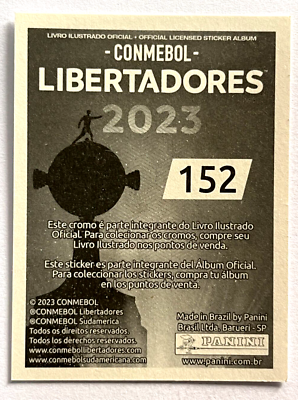 LIVRO ILUSTRADO OFICIAL • OFFICIAL LICENSED STICKER ALBUM
- CONMEBOL -
LIBERTADORES
2023
152
Este cromo é parte integrante do Livro Ilustrado
Oficial. Para colecionar os cromos, compre seu
Livro Ilustrado nos pontos de venda.
Este sticker es parte integrante del Álbum Oficial.
Para coleccionar los stickers, compra tu álbum
en los puntos de venta.
© 2023 CONMEBOL
©CONMEBOL Libertadores
©CONMEBOL Sudamerica
Todos os direitos reservados.
Todos los derechos reservados.
www.conmebollibertadores.com
www.conmebolsudamericana.com
Made in Brazil by Panini
Brasil Ltda. Barueri - SP
PANINI
www.panini.com.br